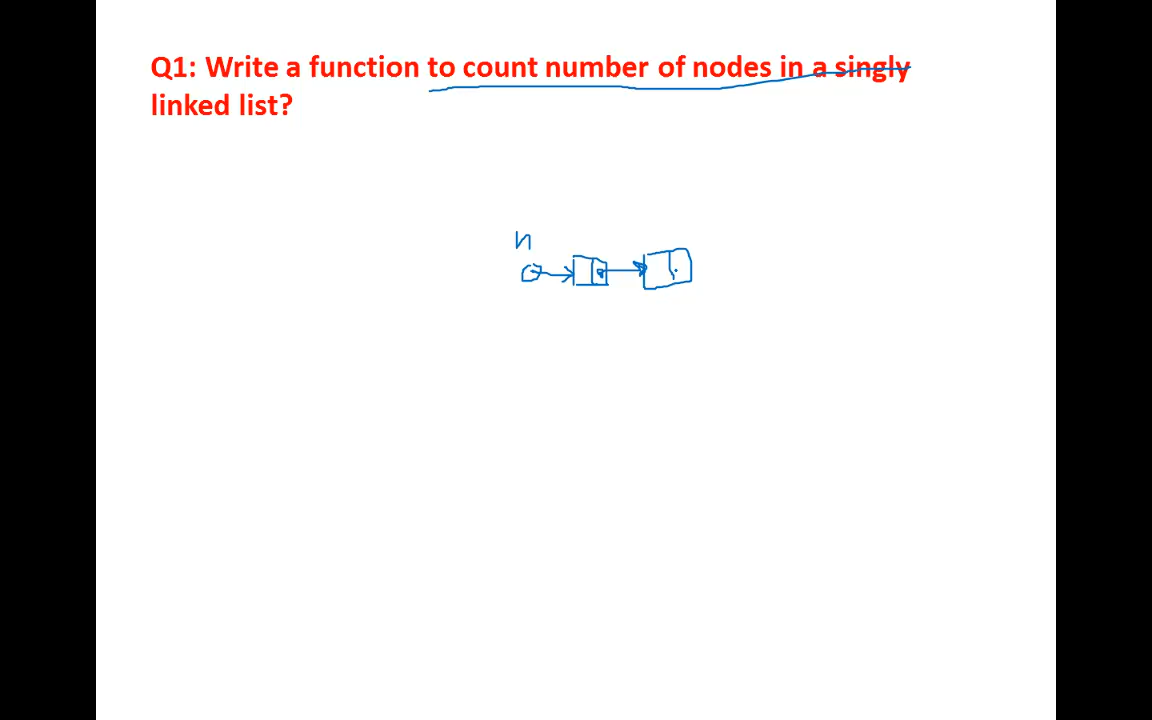 Q1: Write a function to count number of nodes in a singly
linked list?
n